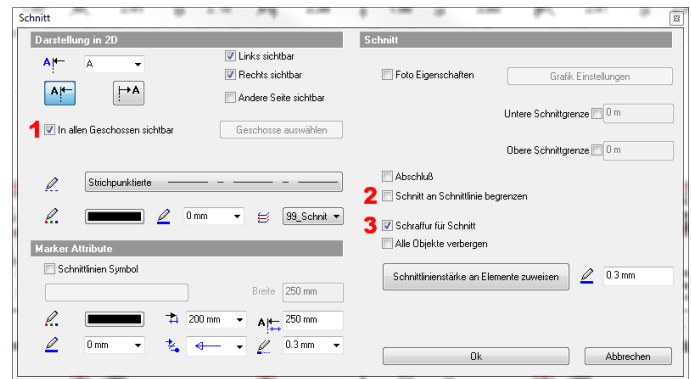 Schnitt
Darstellung in 2D
A
A
Links sichtbar
Rechts sichtbar
A
A
Andere Seite sichtbar
1 In allen Geschossen sichtbar
Geschosse auswählen
Strichpunktierte
0 mm
99_Schnit
Marker Attribute
Schnittlinien Symbol
Breite 250 mm
200 mm
A 250 mm
0 mm
0.3 mm
Schnitt
Foto Eigenschaften
Grafik Einstellungen
Untere Schnittgrenze 0 m
Obere Schnittgrenze 0 m
Abschluß
2 Schnitt an Schnittlinie begrenzen
3 Schraffur für Schnitt
Alle Objekte verbergen
Schnittlinienstärke an Elemente zuweisen
0.3 mm
Ok
Abbrechen